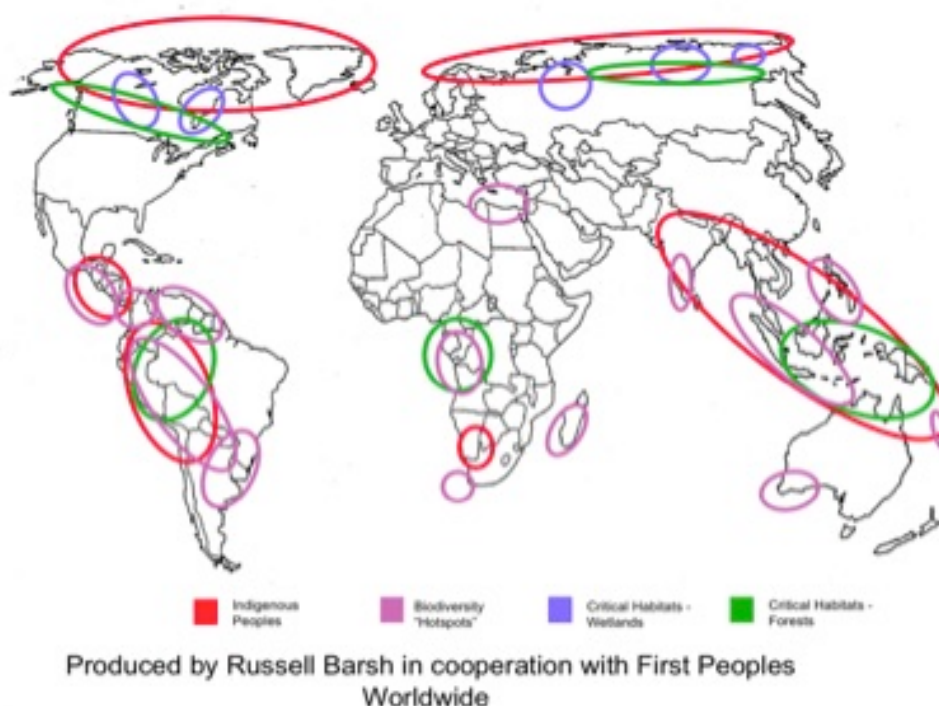 Indigenous
Peoples
Biodiversity
"Hotspots"
Critical Habitats -
Wetlands
Critical Habitats -
Forests
Produced by Russell Barsh in cooperation with First Peoples
Worldwide